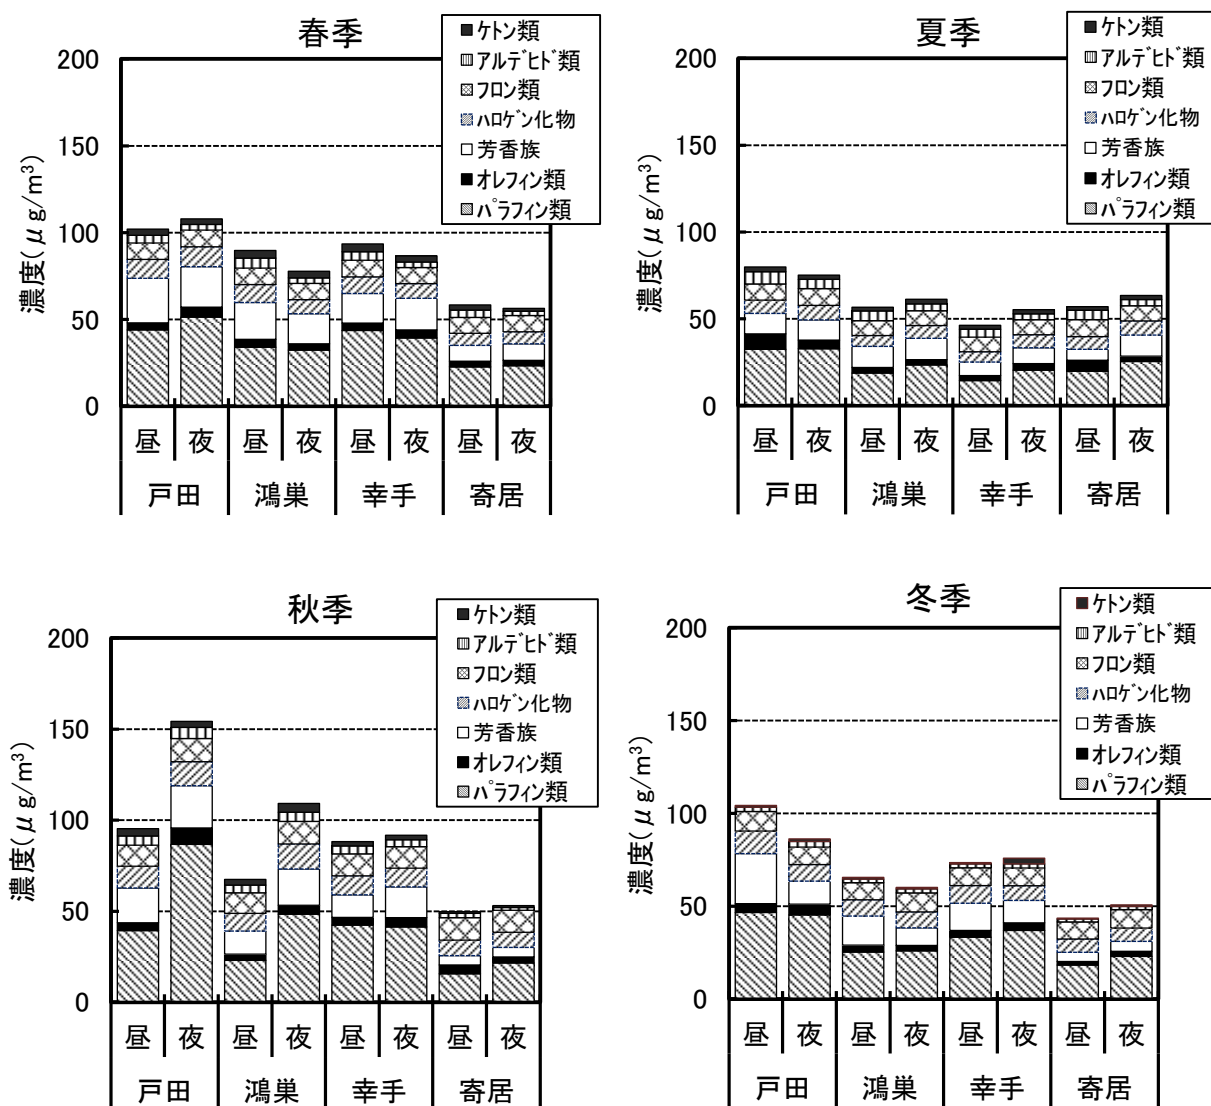 春季
ケトン類
アルデヒド類
フロン類
ハロゲン化物
芳香族
オレフィン類
パラフィン類
濃度(μg/m³)
200
150
100
50
0
昼 夜 昼 夜 昼 夜 昼 夜
戸田 鴻巣 幸手 寄居
夏季
ケトン類
アルデヒド類
フロン類
ハロゲン化物
芳香族
オレフィン類
パラフィン類
濃度(μg/m³)
200
150
100
50
0
昼 夜 昼 夜 昼 夜 昼 夜
戸田 鴻巣 幸手 寄居
秋季
ケトン類
アルデヒド類
フロン類
ハロゲン化物
芳香族
オレフィン類
パラフィン類
濃度(μg/m³)
200
150
100
50
0
昼 夜 昼 夜 昼 夜 昼 夜
戸田 鴻巣 幸手 寄居
冬季
ケトン類
アルデヒド類
フロン類
ハロゲン化物
芳香族
オレフィン類
パラフィン類
濃度(μg/m³)
200
150
100
50
0
昼 夜 昼 夜 昼 夜 昼 夜
戸田 鴻巣 幸手 寄居